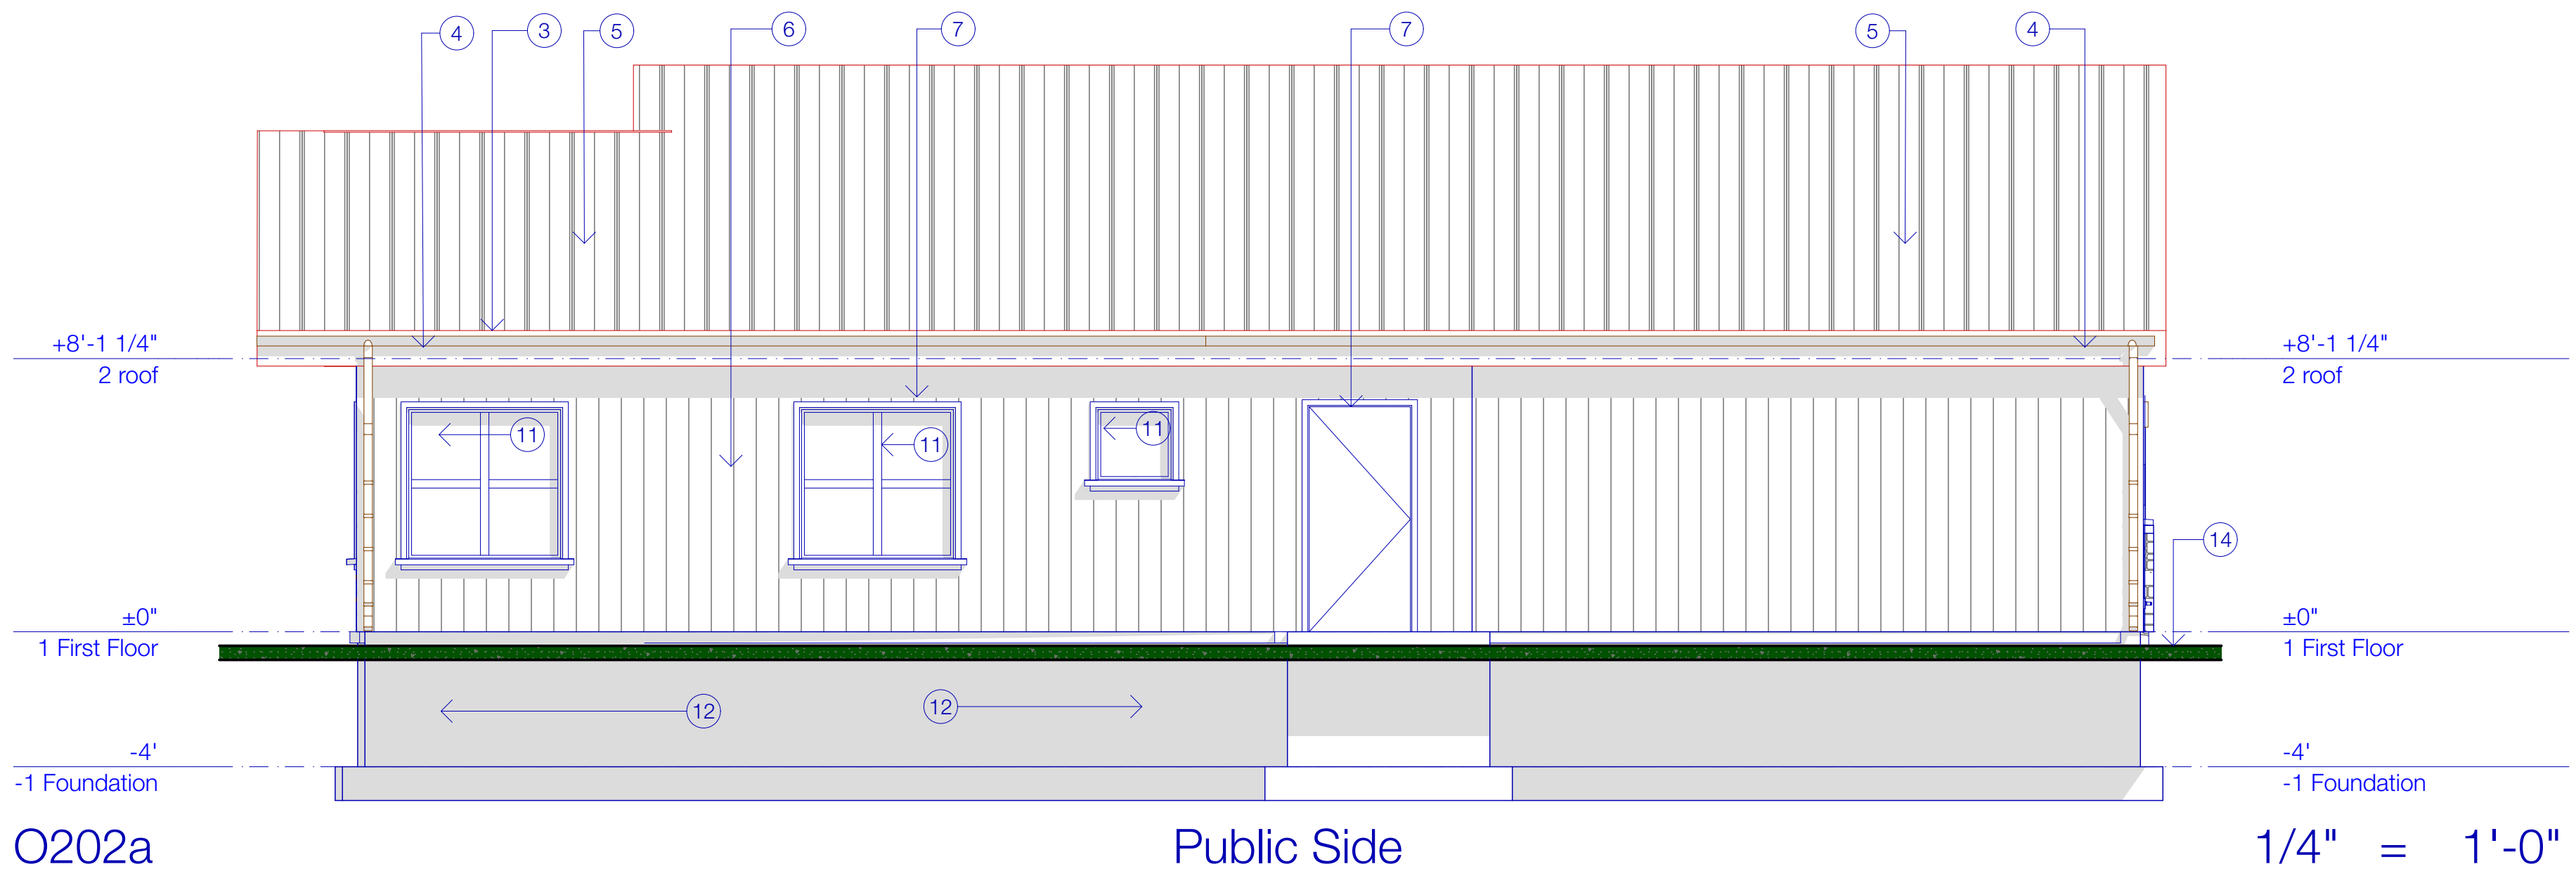 4 3 5 6 7 7 5 4
+8'-1 1/4" +8'-1 1/4"
2 roof 2 roof
11 11 11
14
±0" ±0"
1 First Floor 1 First Floor
12 12
-4' -4'
-1 Foundation -1 Foundation
O202a Public Side 1/4" = 1'-0"